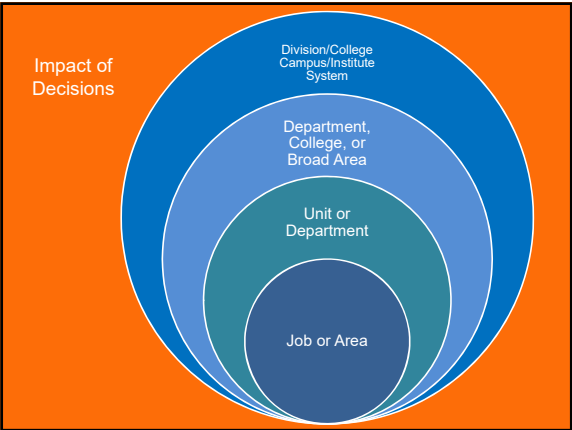 Impact of
Decisions
Division/College
Campus/Institute
System
Department,
College, or
Broad Area
Unit or
Department
Job or Area